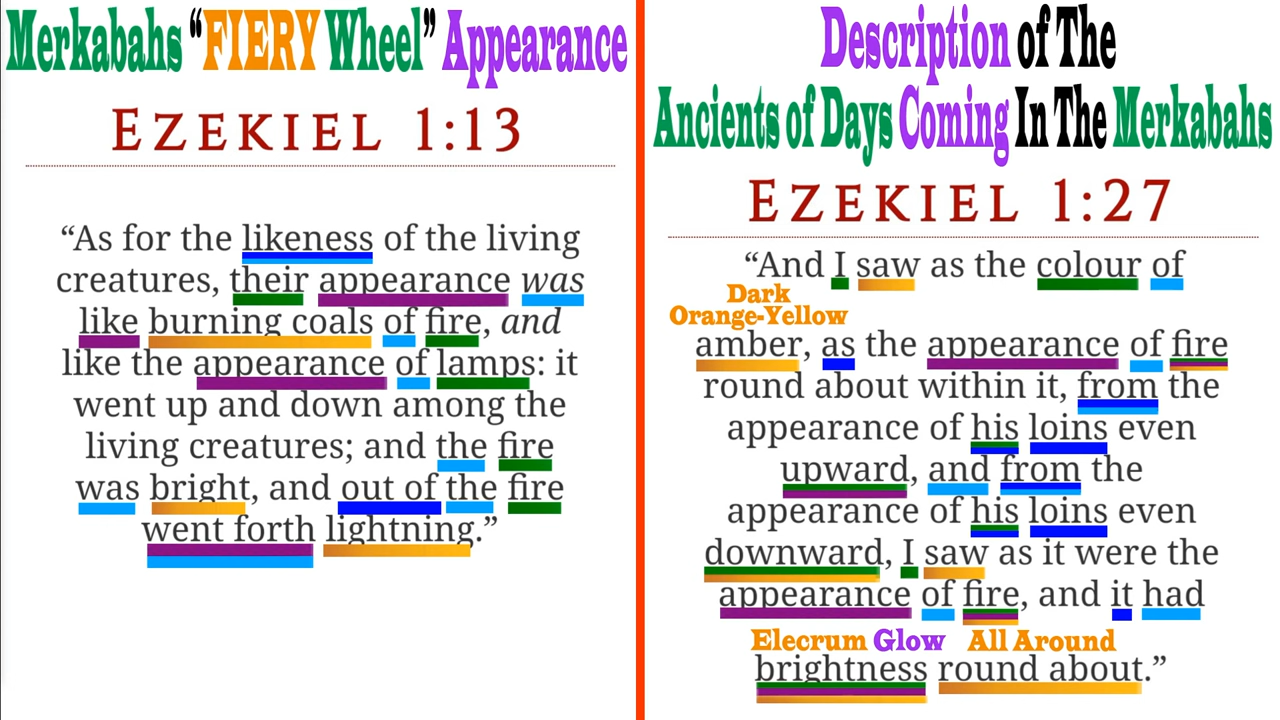 Merkabahs “FIERY Wheel” Appearance
EZEKIEL 1:13
“As for the likeness of the living
creatures, their appearance was
like burning coals of fire, and
like the appearance of lamps: it
went up and down among the
living creatures; and the fire
was bright, and out of the fire
went forth lightning.”
Description of The
Ancients of Days Coming In The Merkabahs
EZEKIEL 1:27
“And I saw as the colour of
Dark
Orange-Yellow
amber, as the appearance of fire
round about within it, from the
appearance of his loins even
upward, and from the
appearance of his loins even
downward, I saw as it were the
appearance of fire, and it had
Elecrum Glow All Around
brightness round about.”